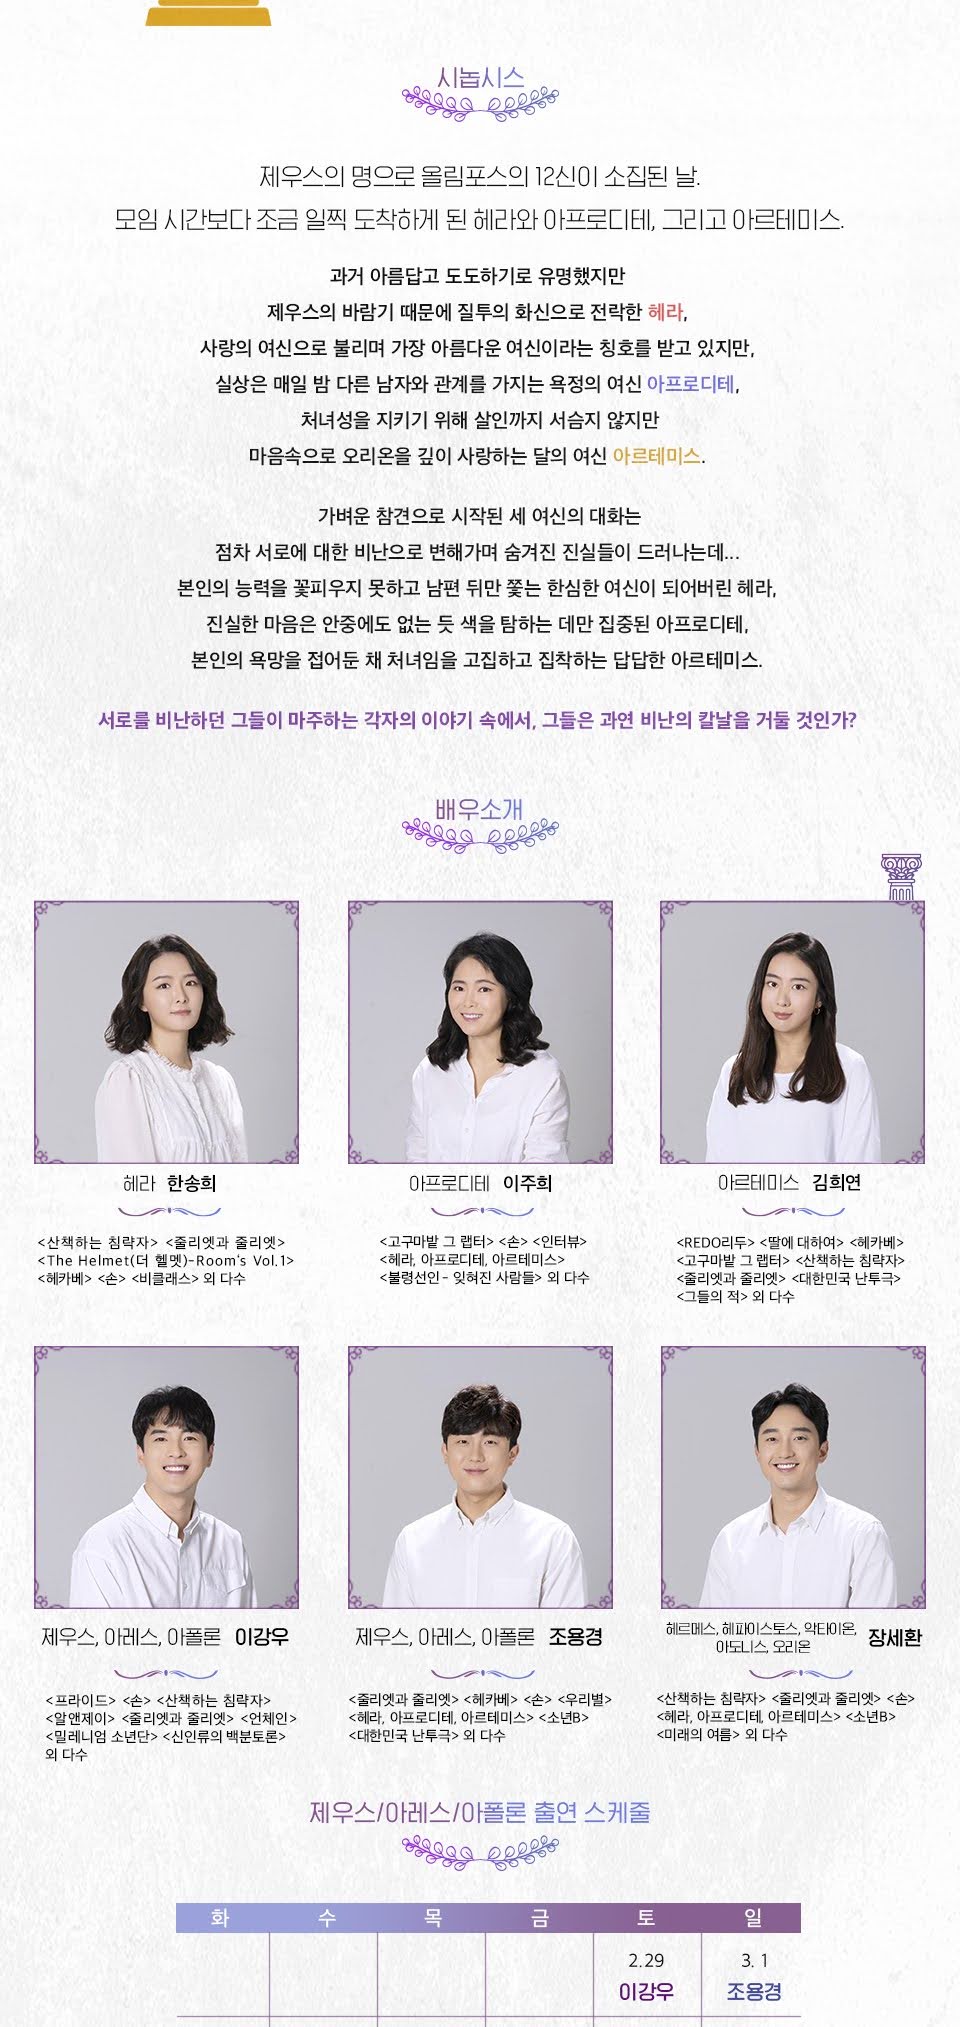 시놉시스
제우스의 명으로 올림포스의 12신이 소집된 날.
모임 시간보다 조금 일찍 도착하게 된 헤라와 아프로디테, 그리고 아르테미스.
과거 아름답고 도도하기로 유명했지만
제우스의 바람기 때문에 질투의 화신으로 전락한 헤라,
사랑의 여신으로 불리며 가장 아름다운 여신이라는 칭호를 받고 있지만,
실상은 매일 밤 다른 남자와 관계를 가지는 욕정의 여신 아프로디테,
처녀성을 지키기 위해 살인까지 서슴지 않지만
마음속으로 오리온을 깊이 사랑하는 달의 여신 아르테미스.
가벼운 참견으로 시작된 세 여신의 대화는
점차 서로에 대한 비난으로 변해가며 숨겨진 진실들이 드러나는데...
본인의 능력을 꽃피우지 못하고 남편 뒤만 쫓는 한심한 여신이 되어버린 헤라,
진실한 마음은 안중에도 없는 듯 색을 탐하는 데만 집중된 아프로디테,
본인의 욕망을 접어둔 채 처녀임을 고집하고 집착하는 답답한 아르테미스.
서로를 비난하던 그들이 마주하는 각자의 이야기 속에서, 그들은 과연 비난의 칼날을 거둘 것인가?
배우소개
헤라 한송희
<산책하는 침략자> <줄리엣과 줄리엣>
<The Helmet(더 헬멧)-Room's Vol.1>
<헤카베> <손> <비클래스> 외 다수
아프로디테 이주희
<고구마밭 그 랩터> <손> <인터뷰>
<헤라, 아프로디테, 아르테미스>
<불령선인- 잊혀진 사람들> 외 다수
아르테미스 김희연
<REDO리두> <딸에 대하여> <헤카베>
<고구마밭 그 랩터> <산책하는 침략자>
<줄리엣과 줄리엣> <대한민국 난투극>
<그들의 적> 외 다수
제우스, 아레스, 아폴론 이강우
<프라이드> <손> <산책하는 침략자>
<알앤제이> <줄리엣과 줄리엣> <언체인>
<밀레니엄 소년단> <신인류의 백분토론>
외 다수
제우스, 아레스, 아폴론 조용경
<줄리엣과 줄리엣> <헤카베> <손> <우리별>
<헤라, 아프로디테, 아르테미스> <소년B>
<대한민국 난투극> 외 다수
헤르메스, 헤파이스토스, 악타이온,
아도니스, 오리온 장세환
<산책하는 침략자> <줄리엣과 줄리엣> <손>
<헤라, 아프로디테, 아르테미스> <소년B>
<미래의 여름> 외 다수
제우스/아레스/아폴론 출연 스케줄
화 수 목 금 토 일
2.29 3. 1
이강우 조용경